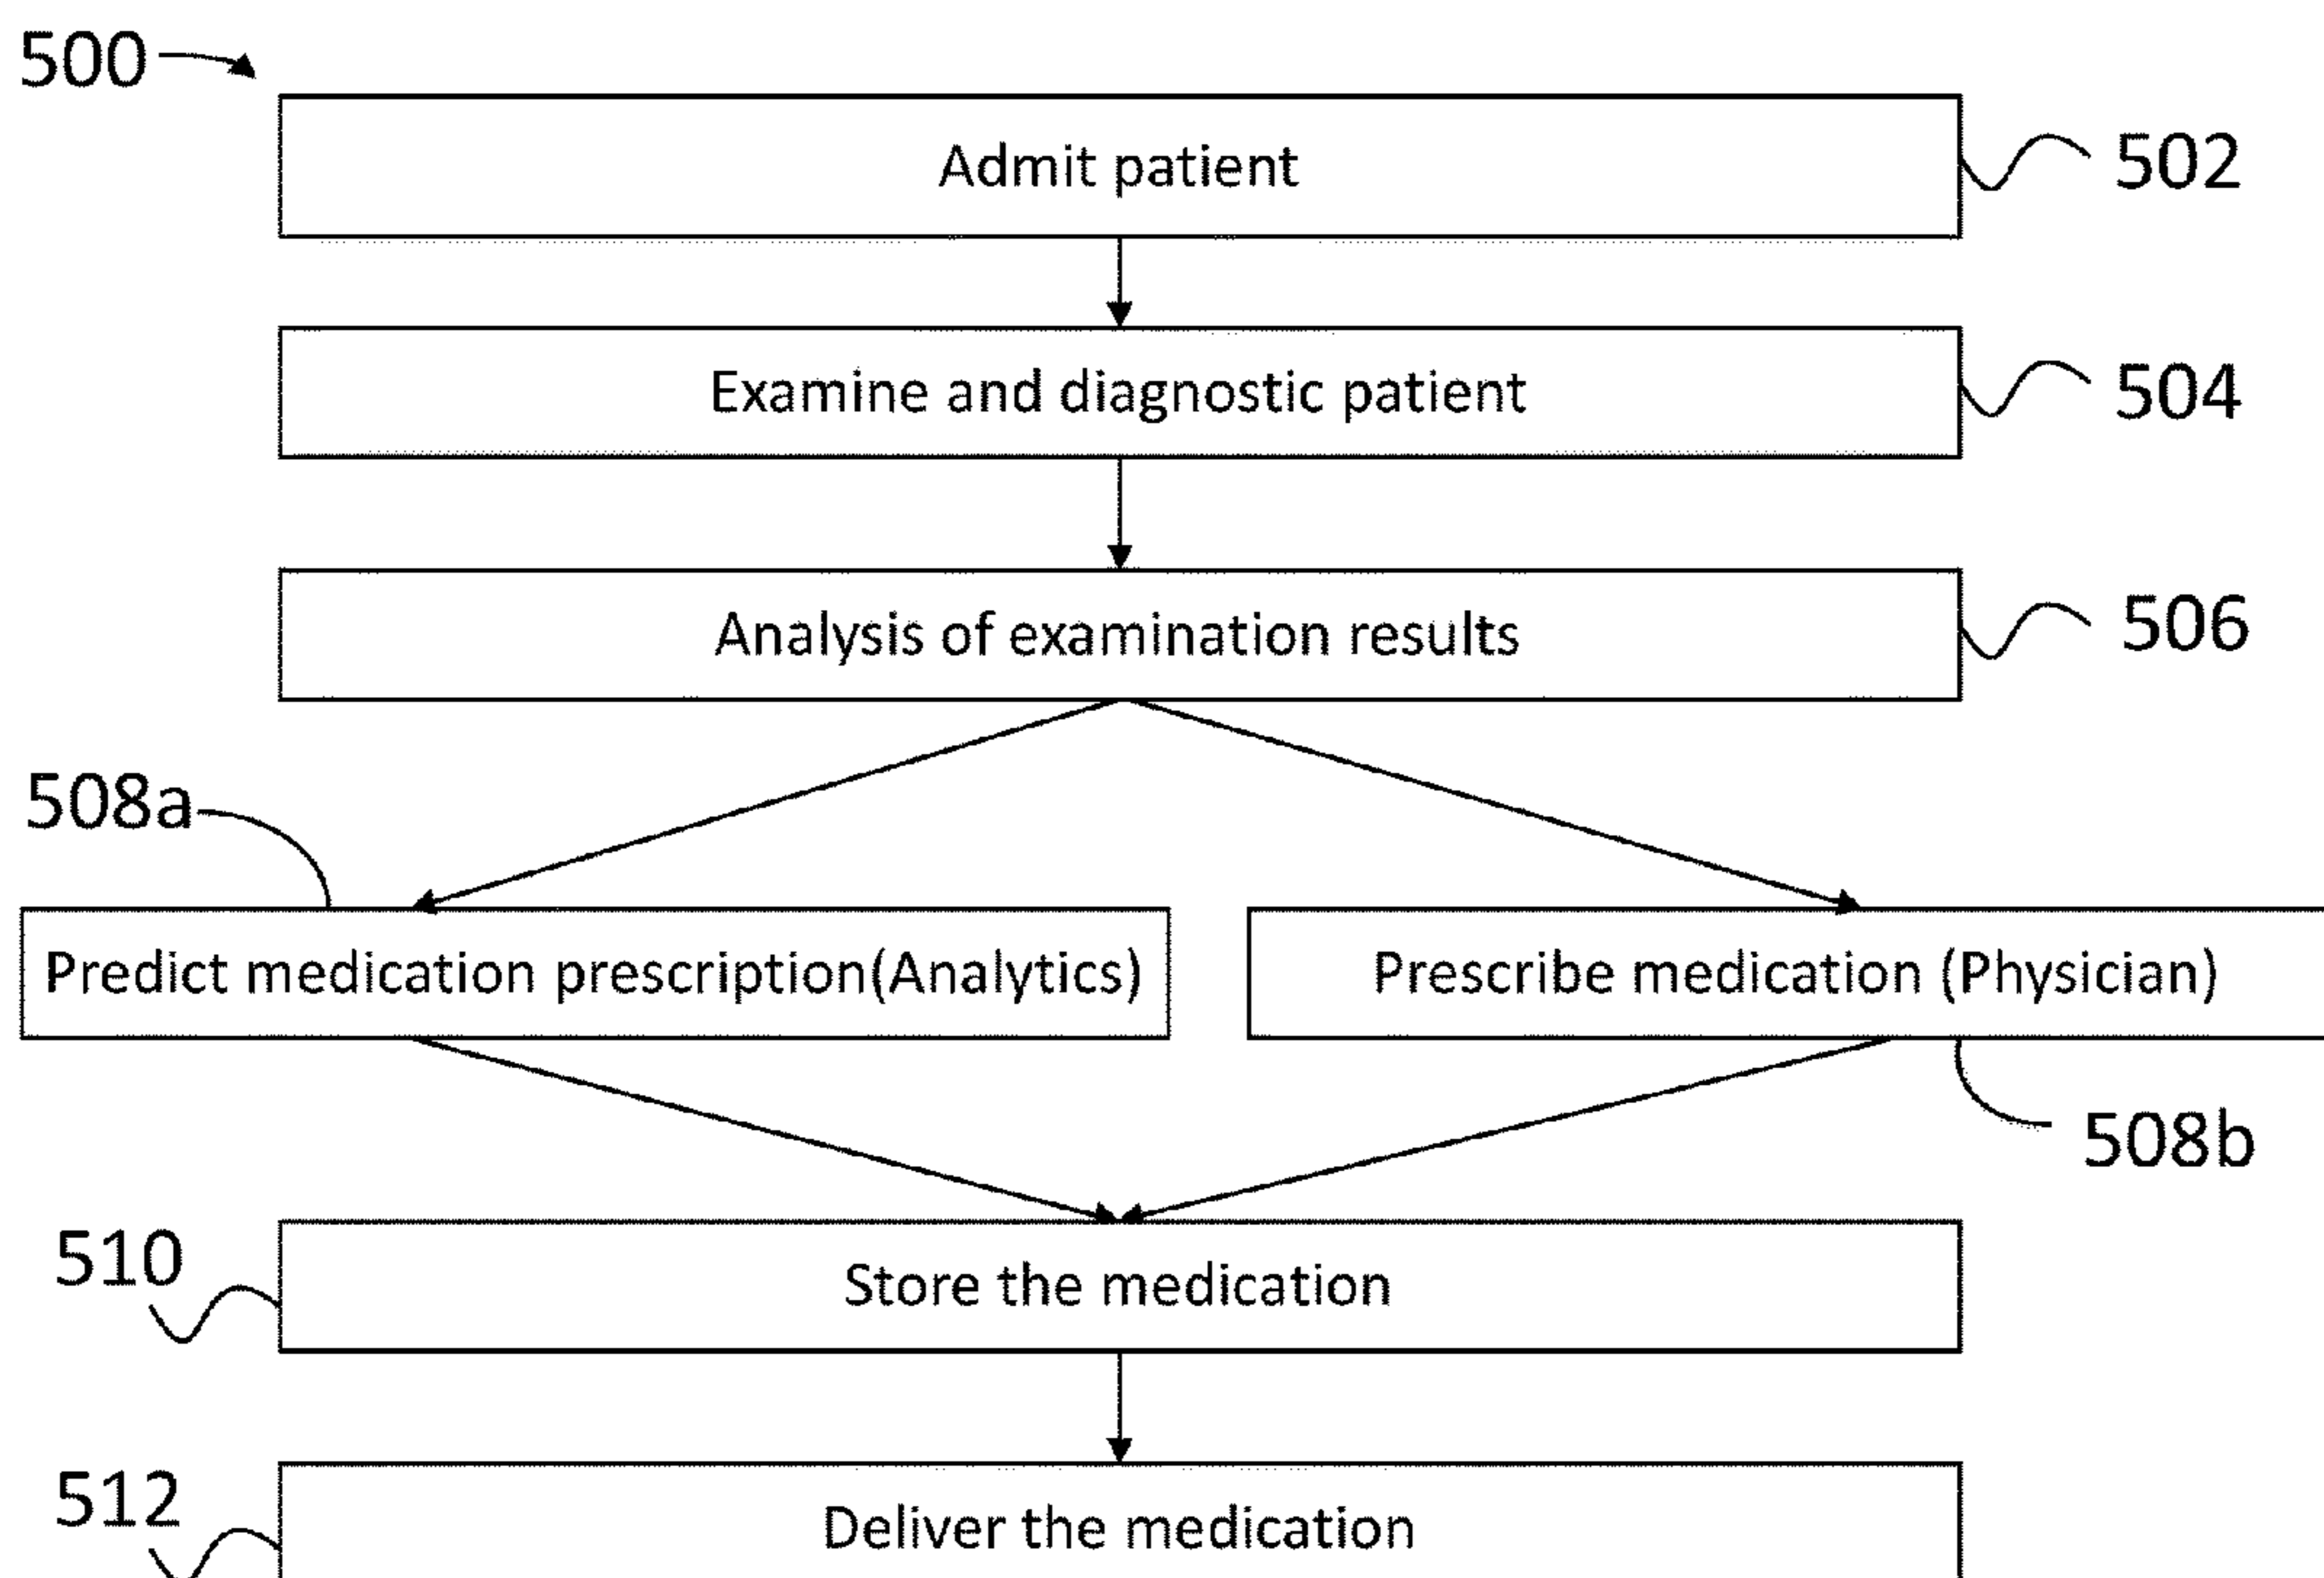 500
Admit patient
502
Examine and diagnostic patient
504
Analysis of examination results
506
508a
Predict medication prescription(Analytics)
Prescribe medication (Physician)
508b
510
Store the medication
512
Deliver the medication